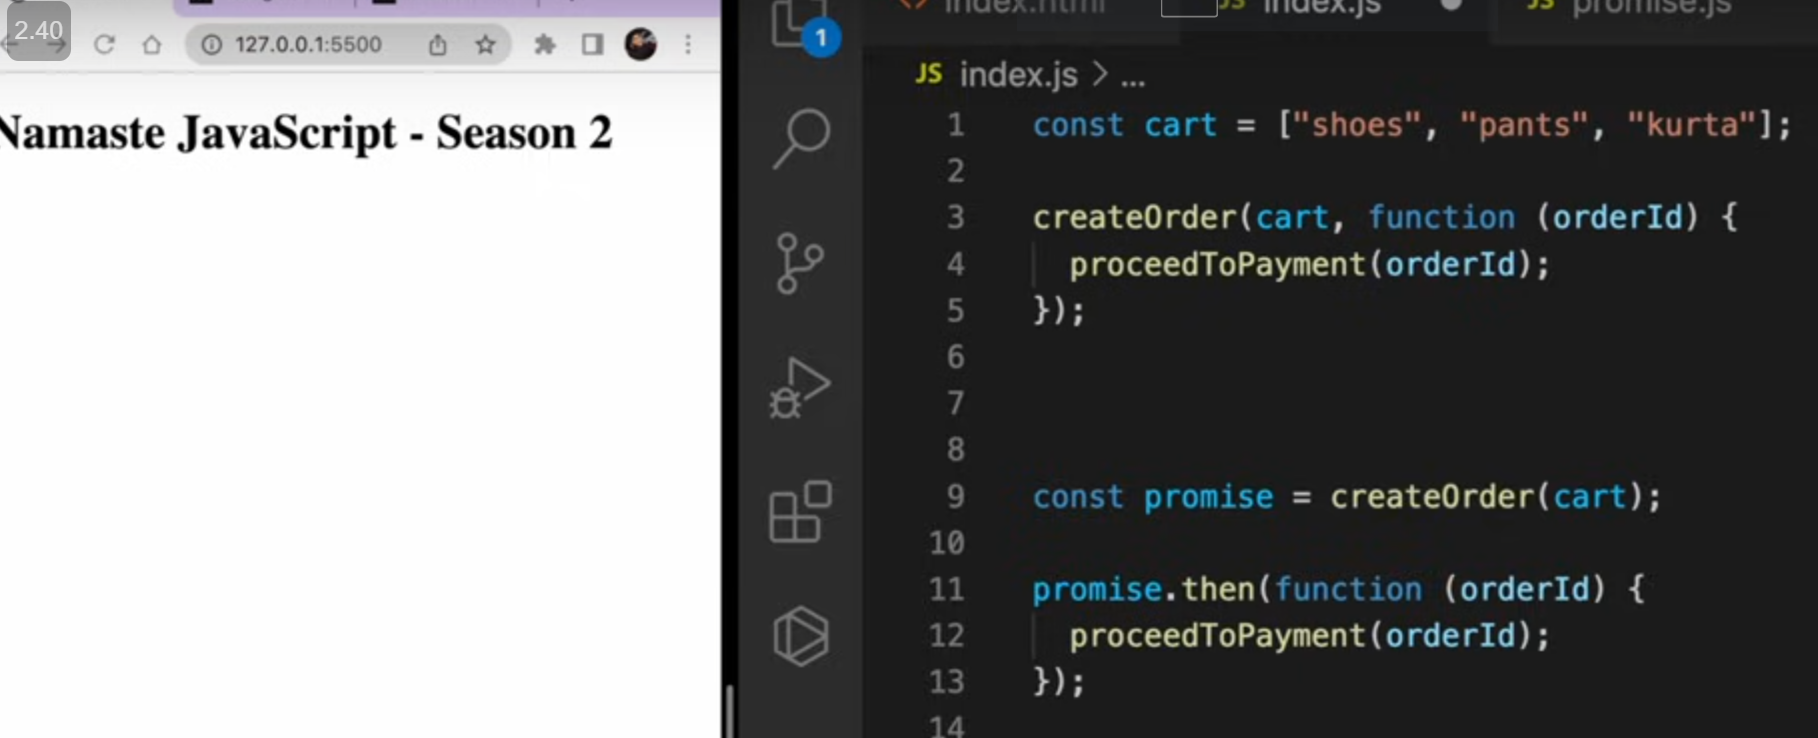 2.40
127.0.0.1:5500
Namaste JavaScript - Season 2
1
index.html
JS index.js
JS promise.js
JS index.js > ...
1 const cart = ["shoes", "pants", "kurta"];
2
3 createOrder(cart, function (orderId) {
4 proceedToPayment(orderId);
5 });
6
7
8
9 const promise = createOrder(cart);
10
11 promise.then(function (orderId) {
12 proceedToPayment(orderId);
13 });
14